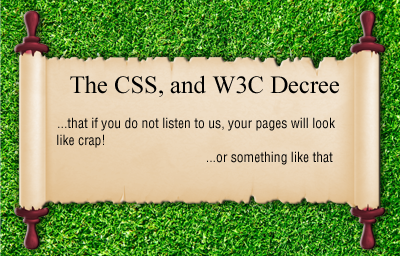 The CSS, and W3C Decree
...that if you do not listen to us, your pages will look
like crap!
...or something like that